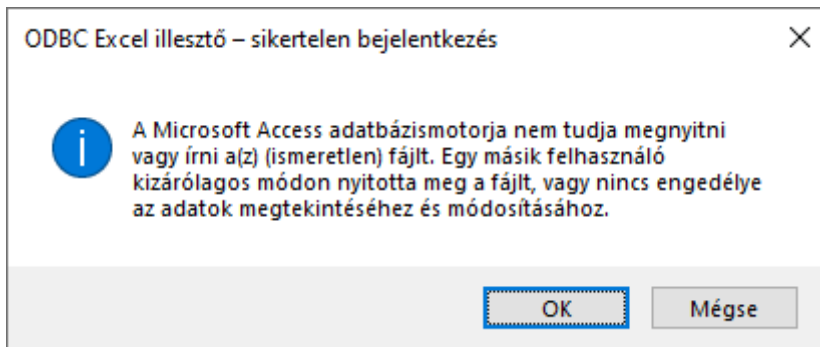 ODBC Excel illesztő – sikertelen bejelentkezés
A Microsoft Access adatbázismotorja nem tudja megnyitni
vagy írni a(z) (ismeretlen) fájlt. Egy másik felhasználó
kizárólagos módon nyitotta meg a fájlt, vagy nincs engedélye
az adatok megtekintéséhez és módosításához.
OK
Mégse